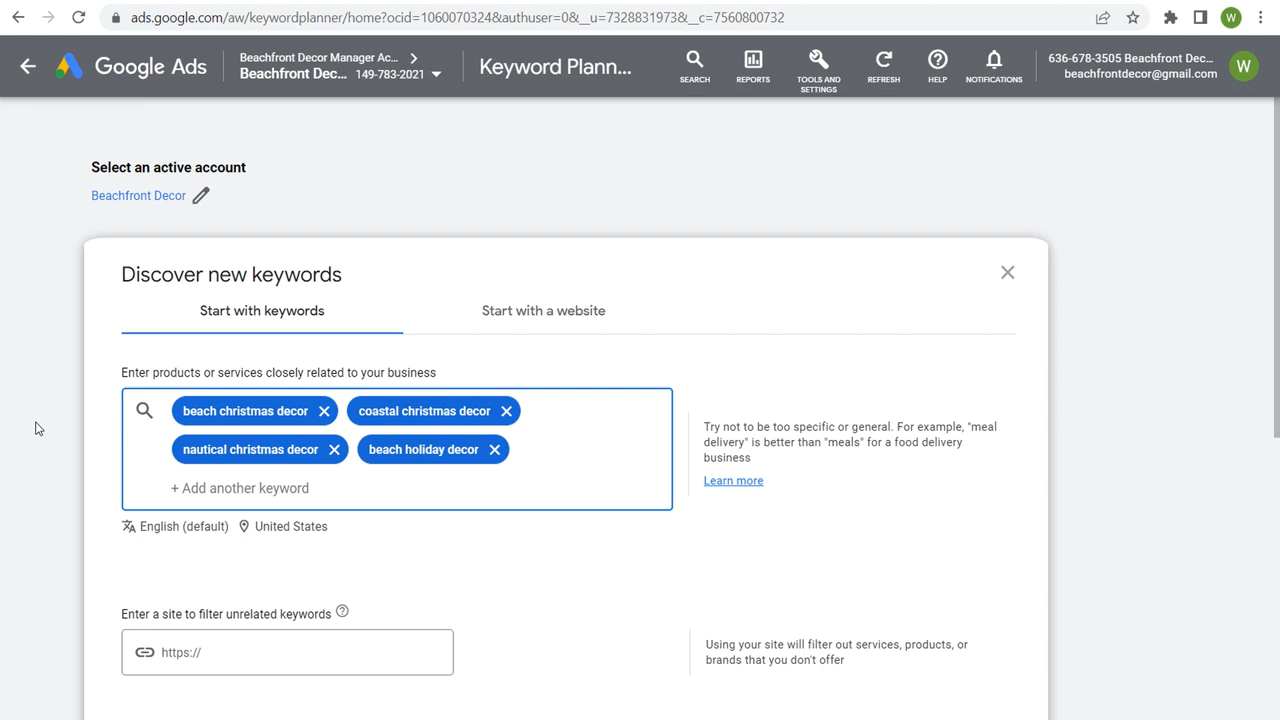 ads.google.com/aw/keywordplanner/home?ocid=1060070324&authuser=0&__u=7328831973&__c=7560800732
W
Google Ads
Beachfront Decor Manager Ac...
Beachfront Dec... 149-783-2021
Keyword Plann...
SEARCH
REPORTS
TOOLS AND
SETTINGS
REFRESH
HELP
NOTIFICATIONS
636-678-3505 Beachfront Dec...
beachfrontdecor@gmail.com
W
Select an active account
Beachfront Decor
Discover new keywords
Start with keywords
Start with a website
Enter products or services closely related to your business
beach christmas decor
coastal christmas decor
nautical christmas decor
beach holiday decor
+ Add another keyword
Try not to be too specific or general. For example, "meal
delivery" is better than "meals" for a food delivery
business
Learn more
English (default)
United States
Enter a site to filter unrelated keywords
https://
Using your site will filter out services, products, or
brands that you don't offer